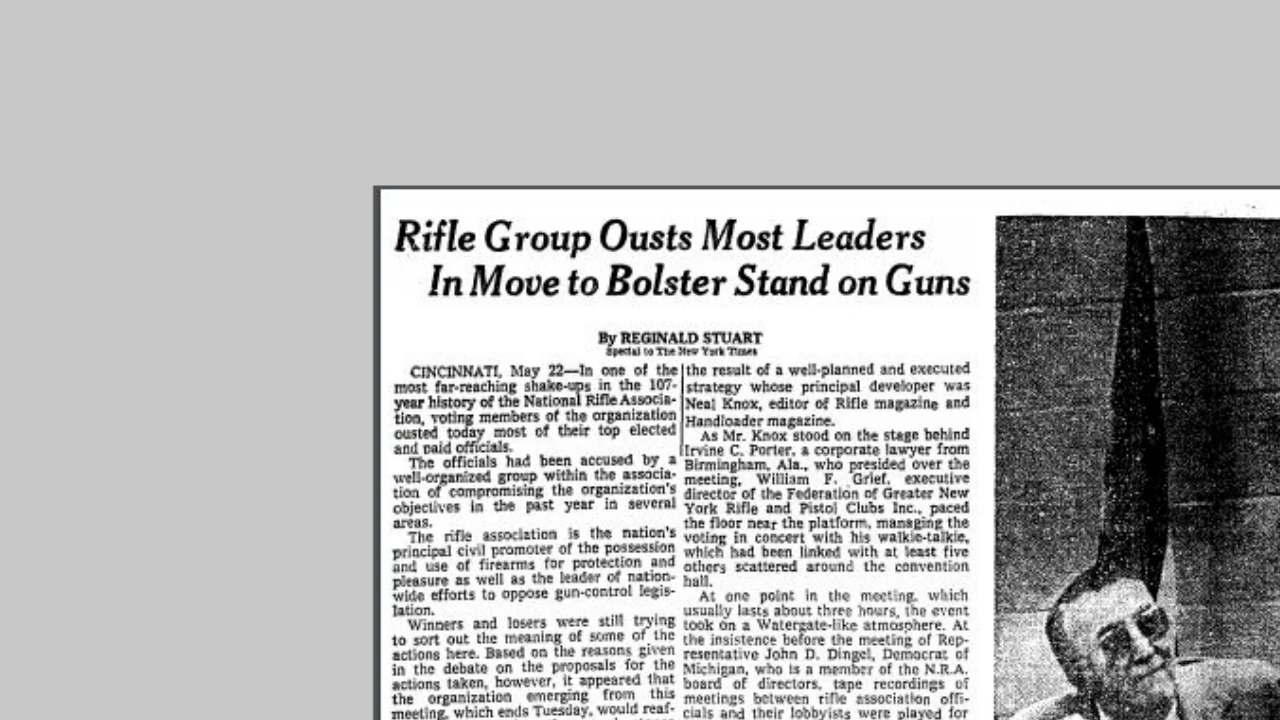 Rifle Group Ousts Most Leaders
In Move to Bolster Stand on Guns
By REGINALD STUART
Special to The New York Times
CINCINNATI, May 22—In one of the
most far-reaching shake-ups in the 107-
year history of the National Rifle Associa-
tion, voting members of the organization
ousted today most of their top elected
and paid officials.
The officials had been accused by a
well-organized group within the associa-
tion of compromising the organization's
objectives in the past year in several
areas.
The rifle association is the nation's
principal civil promoter of the possession
and use of firearms for protection and
pleasure as well as the leader of nation-
wide efforts to oppose gun-control legis-
lation.
Winners and losers were still trying
to sort out the meaning of some of the
actions here. Based on the reasons given
in the debate on the proposals for the
actions taken, however, it appeared that
the organization emerging from this
meeting, which ends Tuesday, would reaf-
the result of a well-planned and executed
strategy whose principal developer was
Neal Knox, editor of Rifle magazine and
Handloader magazine.
As Mr. Knox stood on the stage behind
Irvine C. Porter, a corporate lawyer from
Birmingham, Ala., who presided over the
meeting, William F. Grief, executive
director of the Federation of Greater New
York Rifle and Pistol Clubs Inc., paced
the floor near the platform, managing the
voting in concert with his walkie-talkie,
which had been linked with at least five
others scattered around the convention
hall.
At one point in the meeting, which
usually lasts about three hours, the event
took on a Watergate-like atmosphere. At
the insistence before the meeting of Rep-
resentative John D. Dingel, Democrat of
Michigan, who is a member of the N.R.A.
board of directors, tape recordings of
meetings between rifle association offi-
cials and their lobbyists were played for